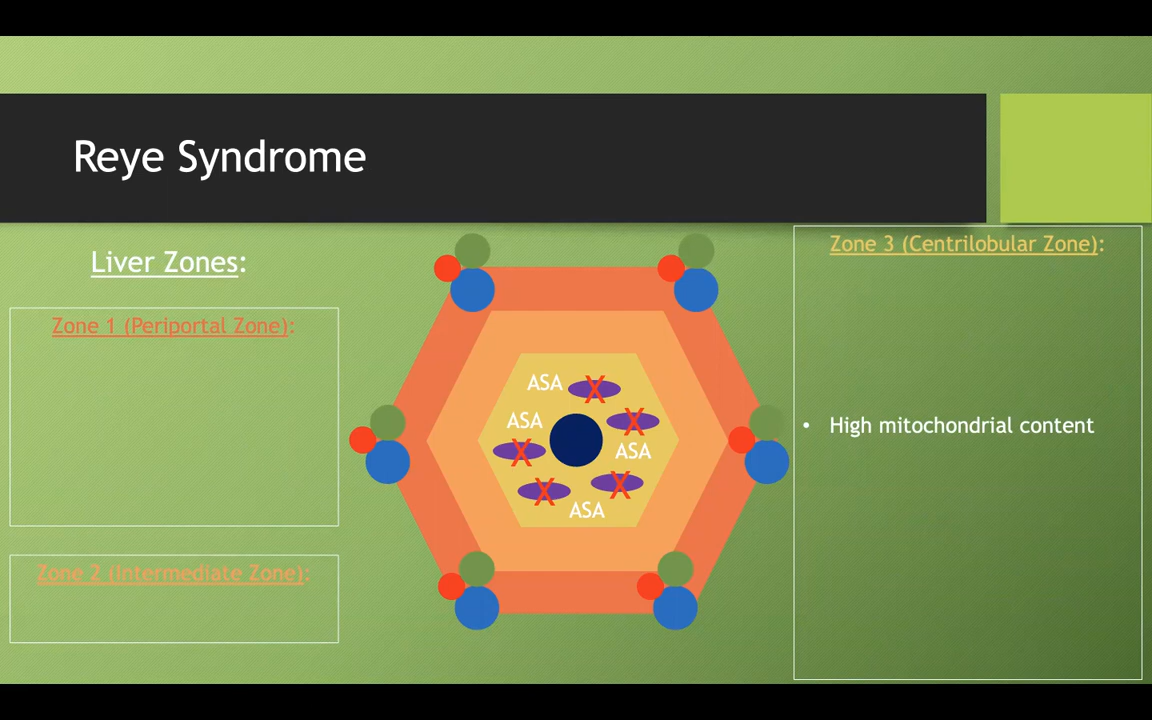 Reye Syndrome
Liver Zones:
Zone 1 (Periportal Zone):
Zone 2 (Intermediate Zone):
ASA
X
ASA
X
X
ASA
X
X
ASA
Zone 3 (Centrilobular Zone):
• High mitochondrial content